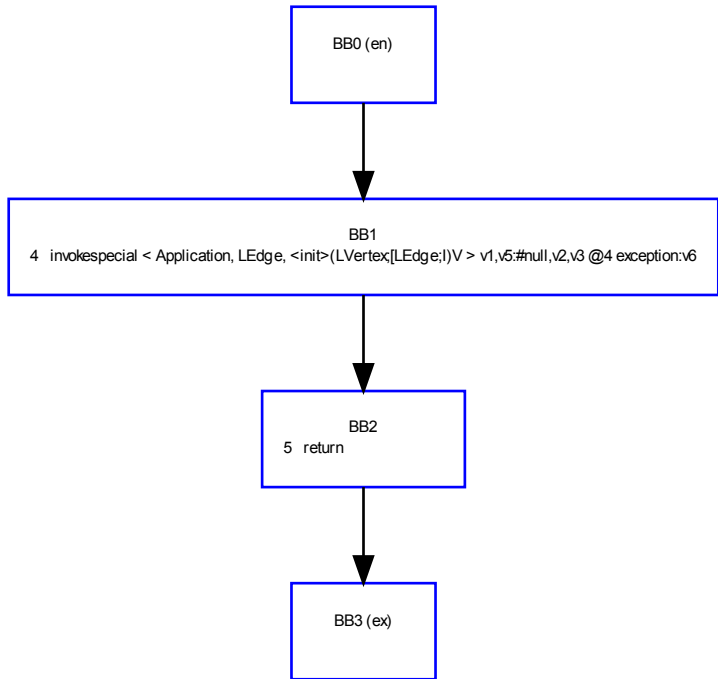 BB0 (en)
BB1
4 invokespecial < Application, LEdge, <init>(LVertex;[LEdge;I)V > v1,v5:#null,v2,v3 @4 exception:v6
BB2
5 return
BB3 (ex)